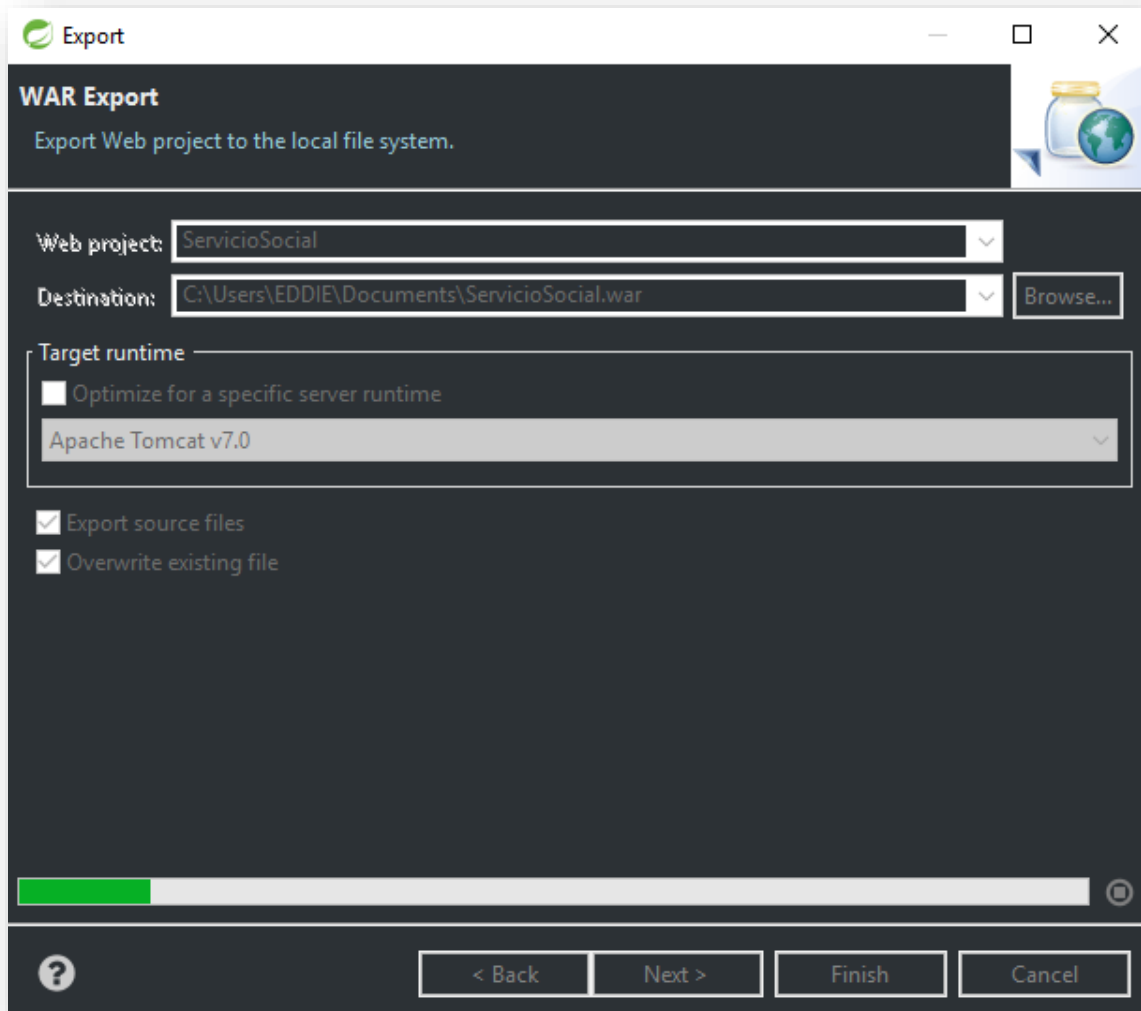 Export
WAR Export
Export Web project to the local file system.
Web project: ServicioSocial
Destination: C:\Users\EDDIE\Documents\ServicioSocial.war Browse...
Target runtime
Optimize for a specific server runtime
Apache Tomcat v7.0
Export source files
Overwrite existing file
? < Back Next > Finish Cancel